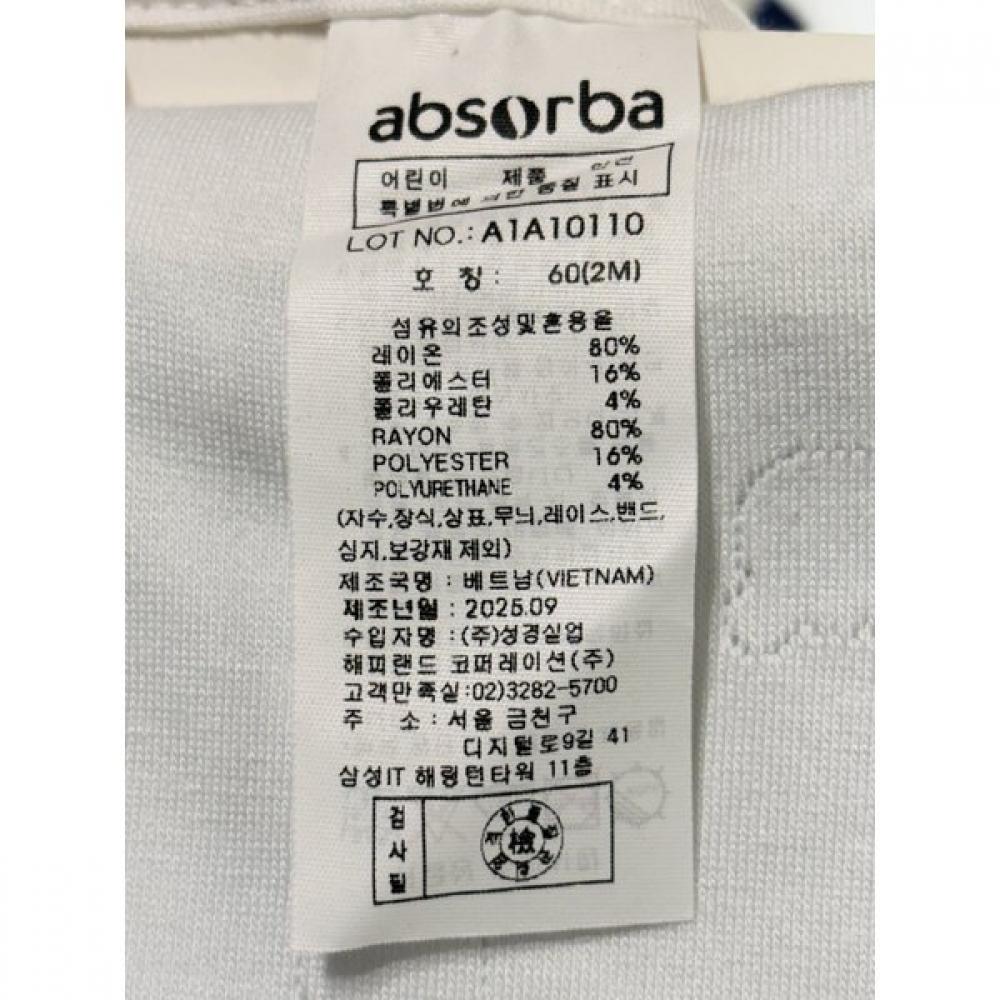 absorba
어린이 제품 안전
특별법에 의한 품질 표시
LOT NO.: A1A10110
호 칭: 60(2M)
섬유의조성및혼용율
레이온 80%
폴리에스터 16%
폴리우레탄 4%
RAYON 80%
POLYESTER 16%
POLYURETHANE 4%
(자수,장식,상표,무늬,레이스,밴드,
심지,보강재 제외)
제조국명 : 베트남(VIETNAM)
제조년월 : 2025.09
수입자명 : (주)성경실업
해피랜드 코퍼레이션(주)
고객만족실:02)3282-5700
주 소 : 서울 금천구
디지털로9길 41
삼성IT 해링턴타워 11층
검사필
檢